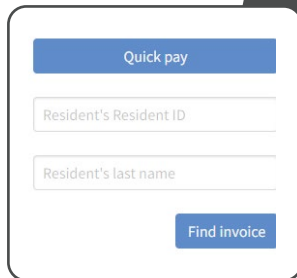 Quick pay
Resident's Resident ID
Resident's last name
Find invoice